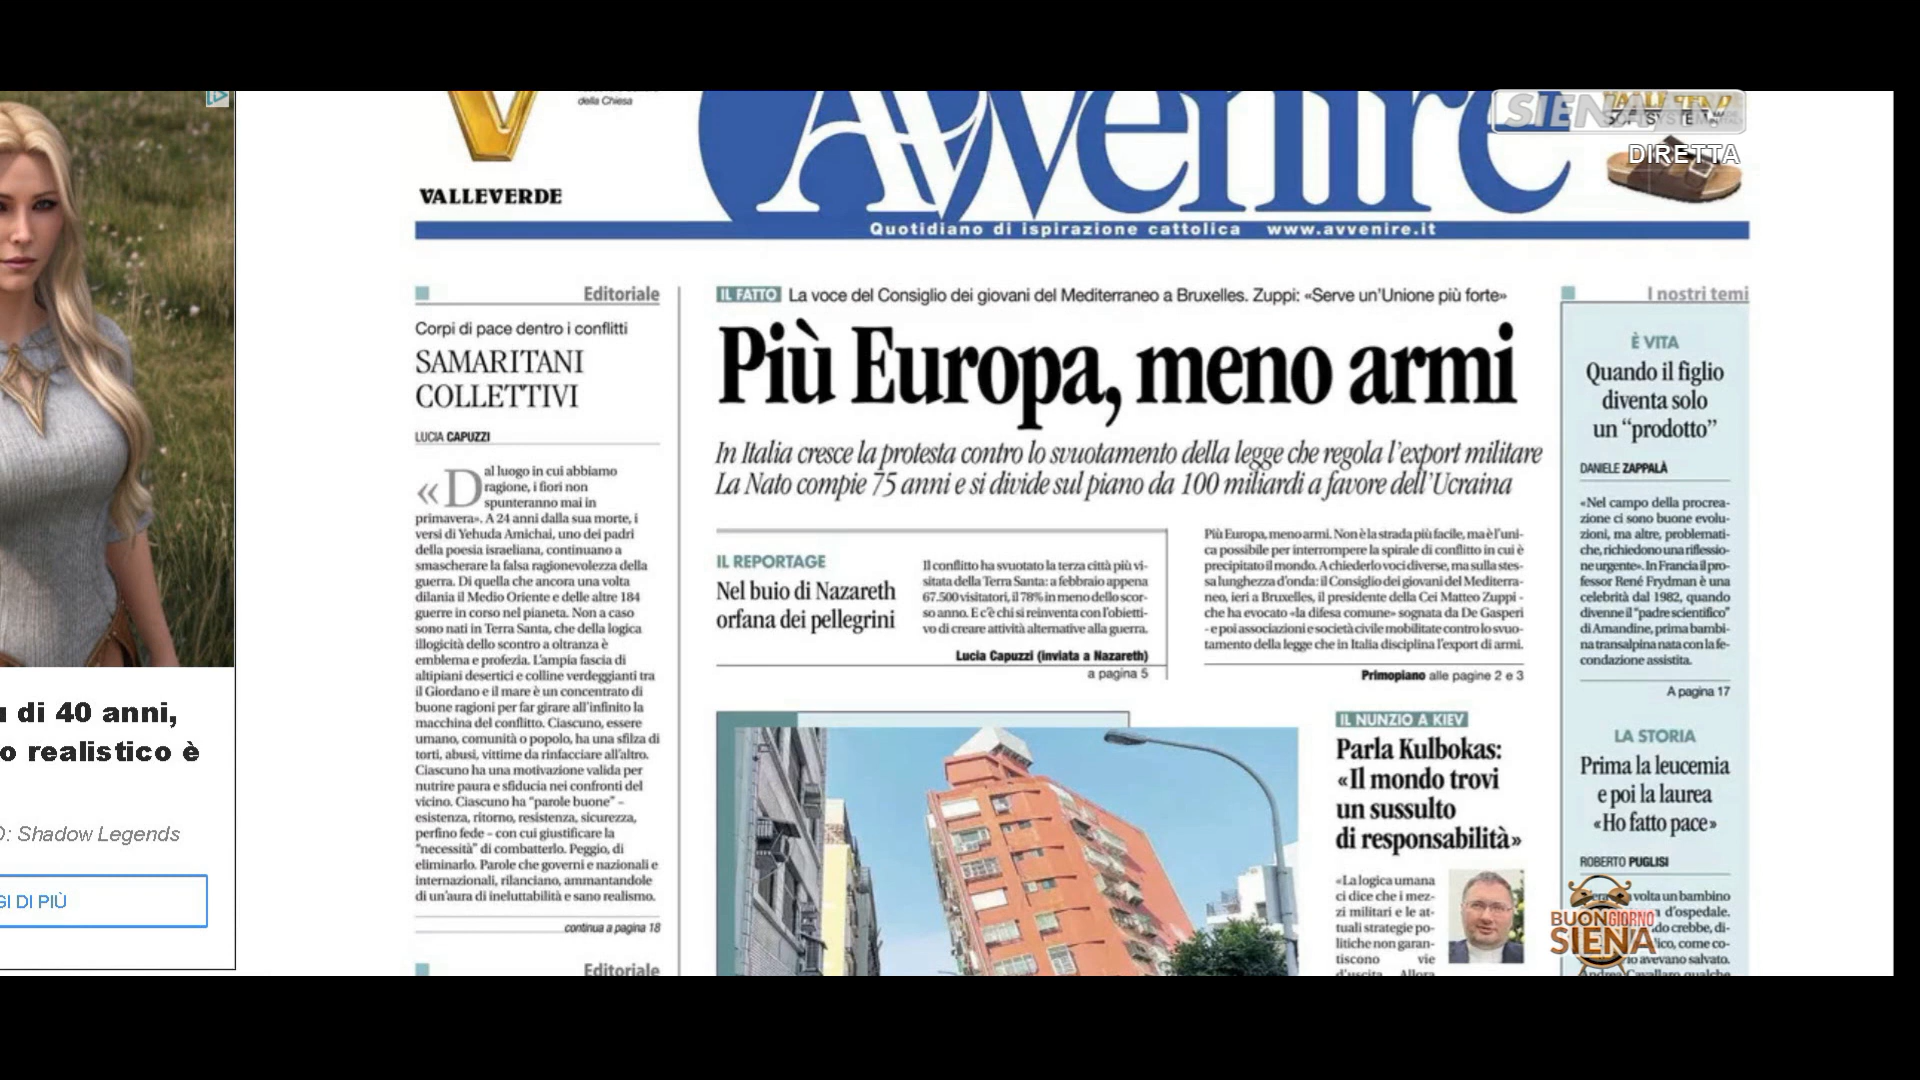 della Chiesa
VALLEVERDE
Avvenire
SIENA TV
SOFTSYSTEM
DIRETTA
Quotidiano di ispirazione cattolica www.avvenire.it
Editoriale
Corpi di pace dentro i conflitti
SAMARITANI
COLLETTIVI
LUCIA CAPUZZI
«Dal luogo in cui abbiamo
ragione, i fiori non
spunteranno mai in
primavera». A 24 anni dalla sua morte, i
versi di Yehuda Amichai, uno dei padri
della poesia israeliana, continuano a
smascherare la falsa ragionevolezza della
guerra. Di quella che ancora una volta
dilania il Medio Oriente e delle altre 184
guerre in corso nel pianeta. Non a caso
sono nati in Terra Santa, che della logica
illogicità dello scontro a oltranza è
emblema e profezia. L'ampia fascia di
altipiani desertici e colline verdeggianti tra
il Giordano e il mare è un concentrato di
buone ragioni per far girare all'infinito la
macchina del conflitto. Ciascuno, essere
umano, comunità o popolo, ha una sfilza di
torti, abusi, vittime da rinfacciare all'altro.
Ciascuno ha una motivazione valida per
nutrire paura e sfiducia nei confronti del
vicino. Ciascuno ha "parole buone" –
esistenza, ritorno, resistenza, sicurezza,
perfino fede – con cui giustificare la
"necessità" di combatterlo. Peggio, di
eliminarlo. Parole che governi e nazionali e
internazionali, rilanciano, ammantandole
di un'aura di ineluttabilità e sano realismo.
continua a pagina 18
Editoriale
IL FATTO La voce del Consiglio dei giovani del Mediterraneo a Bruxelles. Zuppi: «Serve un'Unione più forte»
Più Europa, meno armi
In Italia cresce la protesta contro lo svuotamento della legge che regola l'export militare
La Nato compie 75 anni e si divide sul piano da 100 miliardi a favore dell'Ucraina
IL REPORTAGE
Nel buio di Nazareth
orfana dei pellegrini
Il conflitto ha svuotato la terza città più vi-
sitata della Terra Santa: a febbraio appena
67.500 visitatori, il 78% in meno dello scor-
so anno. E c'è chi si reinventa con l'obietti-
vo di creare attività alternative alla guerra.
Lucia Capuzzi (inviata a Nazareth)
a pagina 5
Più Europa, meno armi. Non è la strada più facile, ma è l'uni-
ca possibile per interrompere la spirale di conflitto in cui è
precipitato il mondo. A chiederlo voci diverse, ma sulla stes-
sa lunghezza d'onda: il Consiglio dei giovani del Mediterra-
neo, ieri a Bruxelles, il presidente della Cei Matteo Zuppi -
che ha evocato «la difesa comune» sognata da De Gasperi
- e poi associazioni e società civile mobilitate contro lo svuo-
tamento della legge che in Italia disciplina l'export di armi.
Primopiano alle pagine 2 e 3
IL NUNZIO A KIEV
Parla Kulbokas:
«Il mondo trovi
un sussulto
di responsabilità»
«La logica umana
ci dice che i mez-
zi militari e le at-
tuali strategie po-
litiche non garan-
tiscono vie
d'uscita. Allora
I nostri temi
È VITA
Quando il figlio
diventa solo
un "prodotto"
DANIELE ZAPPALÀ
«Nel campo della procrea-
zione ci sono buone evolu-
zioni, ma altre, problemati-
che, richiedono una riflessio-
ne urgente». In Francia il pro-
fessor René Frydman è una
celebrità dal 1982, quando
divenne il "padre scientifico"
di Amandine, prima bambi-
na transalpina nata con la fe-
condazione assistita.
A pagina 17
LA STORIA
Prima la leucemia
e poi la laurea
«Ho fatto pace»
ROBERTO PUGLISI
volta un bambino
d'ospedale.
do crebbe, di-
lico, come co-
lo avevano salvato.
Andrea Cavallaro qualche
BUONGIORNO
SIENA
di 40 anni,
o realistico è
: Shadow Legends
GI DI PIÙ